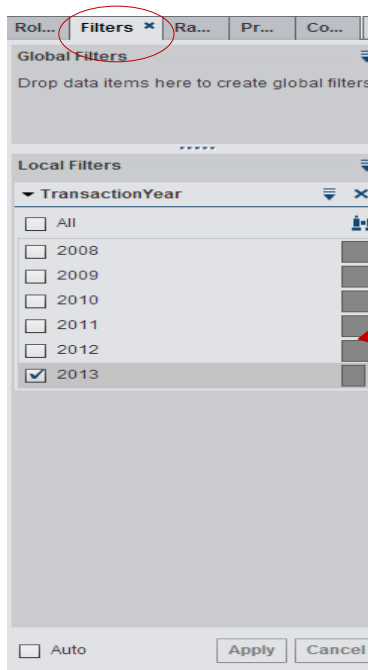 Rol... Filters × Ra... Pr... Co...
Global Filters
Drop data items here to create global filters
Local Filters
TransactionYear
All
2008
2009
2010
2011
2012
2013
Auto Apply Cancel